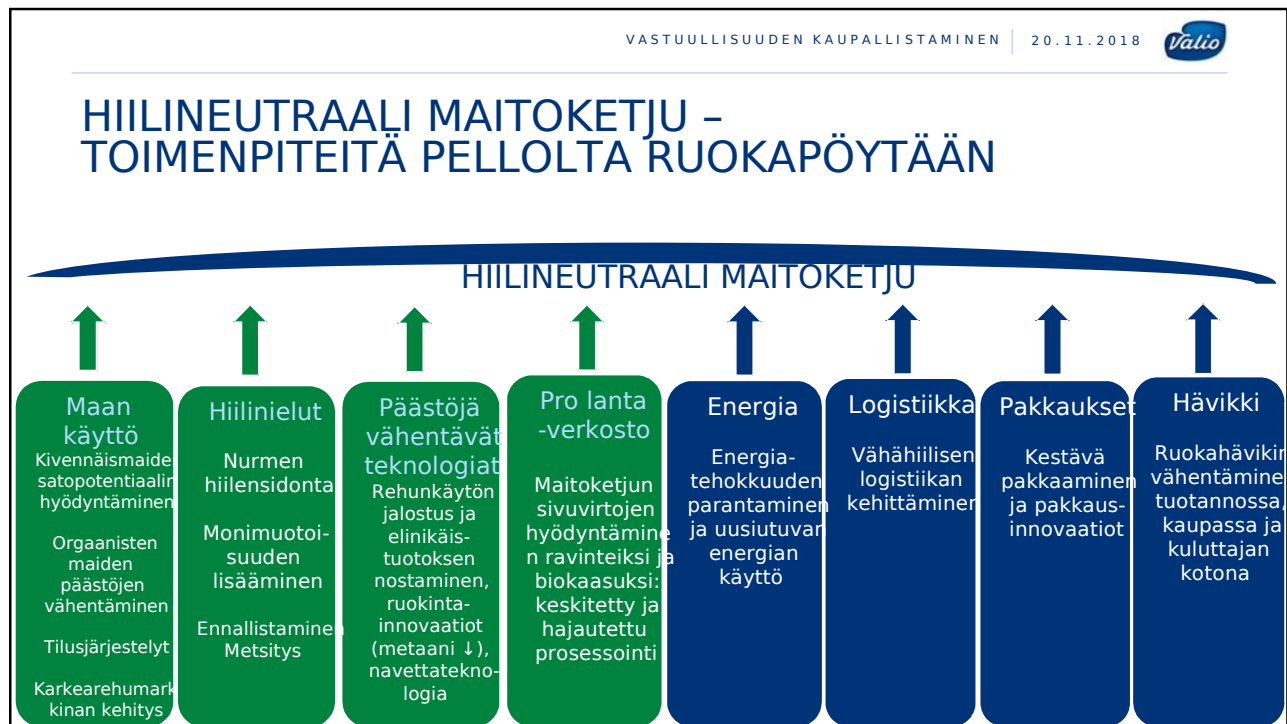 VASTUULLISUUDEN KAUPALLISTAMINEN
20.11.2018
Valio
HIILINEUTRAALI MAITOKETJU –
TOIMENPITEITÄ PELLOLTA RUOKAPÖYTÄÄN
HIILINEUTRAALI MAITOKETJU
Maan
käyttö
Kivennäismaiden
satopotentiaalin
hyödyntäminen
Orgaanisten
maiden
päästöjen
vähentäminen
Tilusjärjestelyt
Karkearehumark
kinan kehitys
Hiilinielut
Nurmen
hiilensidonta
Monimuotoi-
suuden
lisääminen
Ennallistaminen
Metsitys
Päästöjä
vähentävät
teknologiat
Rehunkäytön
jalostus ja
elinikäis-
tuotoksen
nostaminen,
ruokinta-
innovaatiot
(metaani ↓),
navettatekno-
logia
Pro lanta
-verkosto
Maitoketjun
sivuvirtojen
hyödyntämine
n ravinteiksi ja
biokaasuksi:
keskitetty ja
hajautettu
prosessointi
Energia
Energia-
tehokkuuden
parantaminen
ja uusiutuvan
energian
käyttö
Logistiikka
Vähähiilisen
logistiikan
kehittäminen
Pakkaukset
Kestävä
pakkaaminen
ja pakkaus-
innovaatiot
Hävikki
Ruokahävikin
vähentäminen
tuotannossa,
kaupassa ja
kuluttajan
kotona